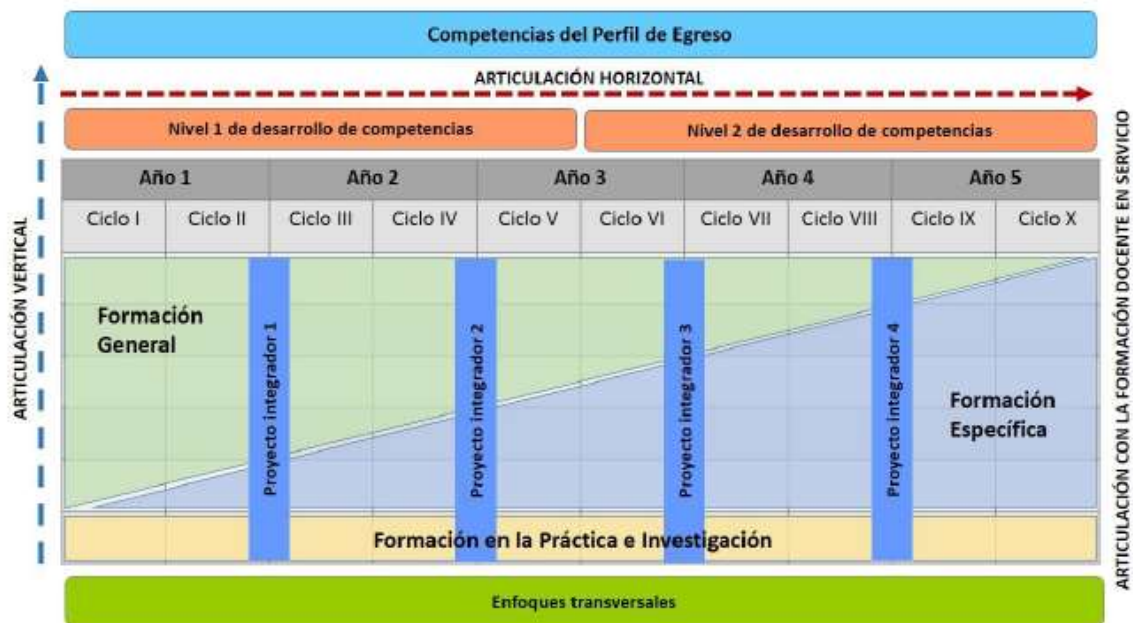 Competencias del Perfil de Egreso
ARTICULACIÓN HORIZONTAL
Nivel 1 de desarrollo de competencias
Nivel 2 de desarrollo de competencias
Año 1
Año 2
Año 3
Año 4
Año 5
Ciclo I
Ciclo II
Ciclo III
Ciclo IV
Ciclo V
Ciclo VI
Ciclo VII
Ciclo VIII
Ciclo IX
Ciclo X
ARTICULACIÓN VERTICAL
Formación
General
Proyecto integrador 1
Proyecto integrador 2
Proyecto integrador 3
Proyecto integrador 4
Formación
Específica
ARTICULACIÓN CON LA FORMACIÓN DOCENTE EN SERVICIO
Formación en la Práctica e Investigación
Enfoques transversales